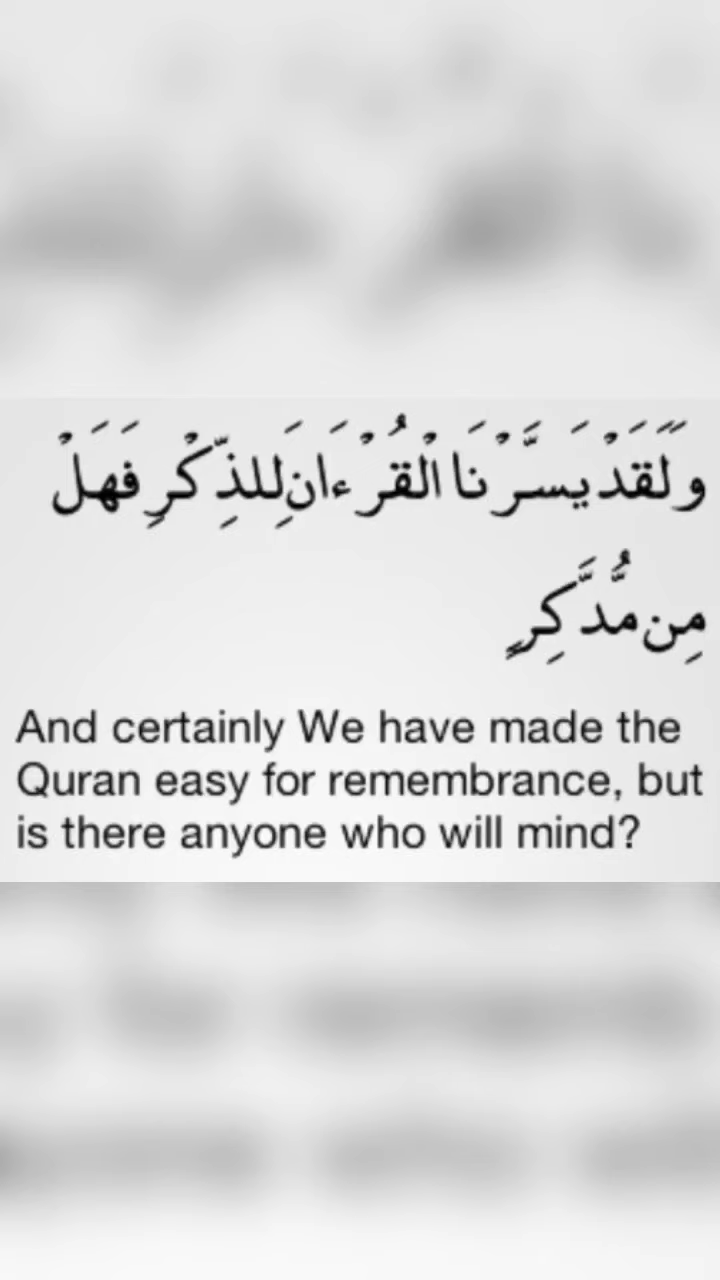 وَلَقَدْ يَسَّرْنَا الْقُرْءَانَ لِلذِّكْرِ فَهَلْ
مِن مُّدَّكِرٍ
And certainly We have made the
Quran easy for remembrance, but
is there anyone who will mind?